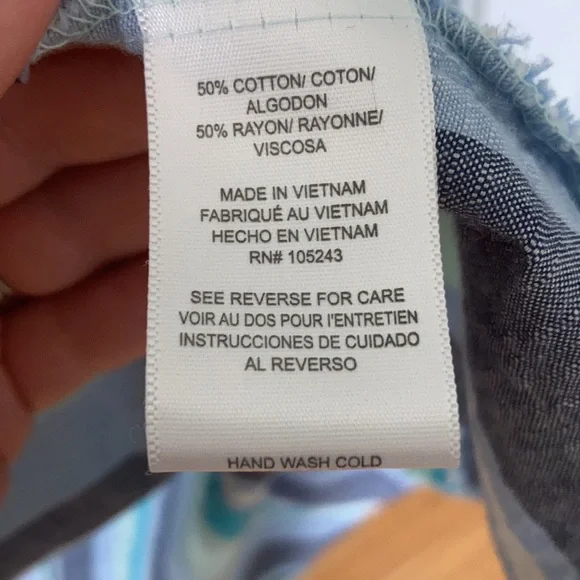 50% COTTON/ COTON/
ALGODON
50% RAYON/ RAYONNE/
VISCOSA
MADE IN VIETNAM
FABRIQUÉ AU VIETNAM
HECHO EN VIETNAM
RN# 105243
SEE REVERSE FOR CARE
VOIR AU DOS POUR I'ENTRETIEN
INSTRUCCIONES DE CUIDADO
AL REVERSO
HAND WASH COLD